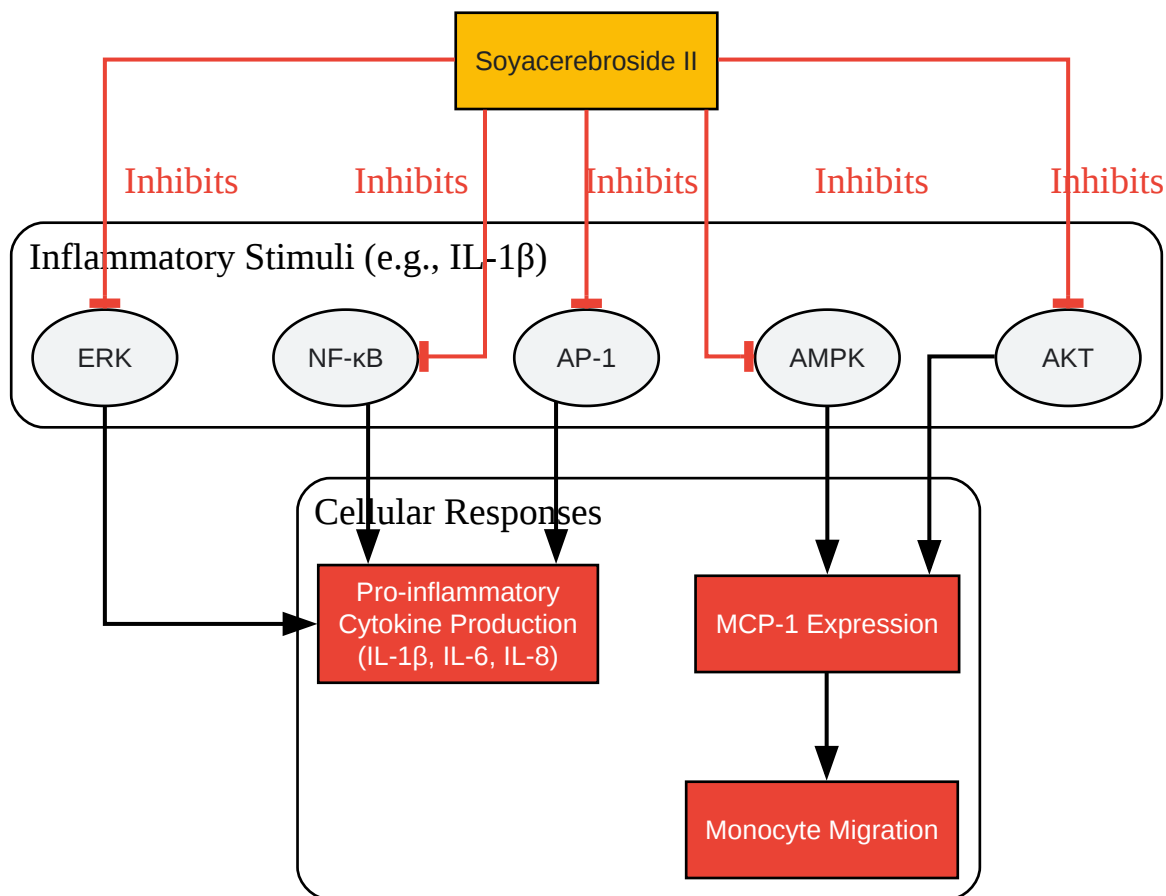 Soyacerebroside II
Inhibits
Inhibits
Inhibits
Inhibits
Inhibits
Inflammatory Stimuli (e.g., IL-1β)
ERK
NF-κB
AP-1
AMPK
AKT
Cellular Responses
Pro-inflammatory
Cytokine Production
(IL-1β, IL-6, IL-8)
MCP-1 Expression
Monocyte Migration